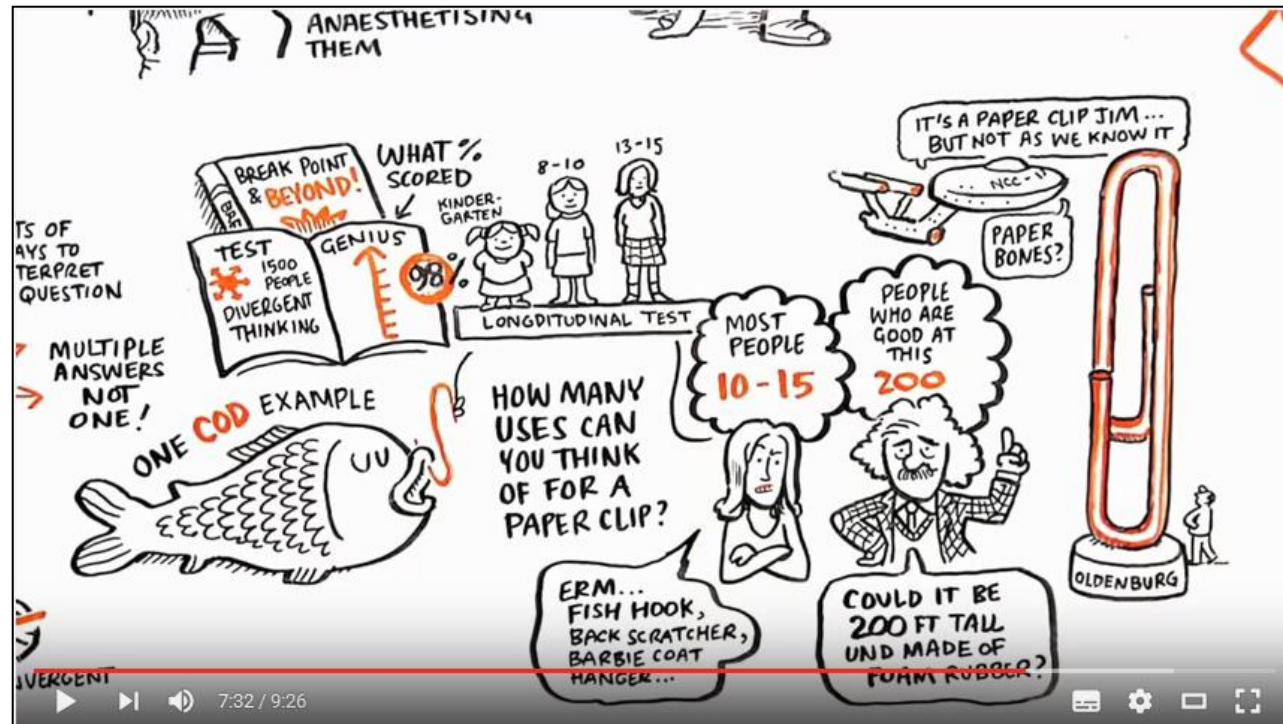 ANAESTHETISING
THEM
IT'S A PAPER CLIP JIM...
BUT NOT AS WE KNOW IT
NCC-1
PAPER
BONES?
BREAK POINT
& BEYOND!
WHAT %
SCORED
KINDER-
GARTEN
8-10
13-15
TEST
1500
PEOPLE
DIVERGENT
THINKING
GENIUS
98%
LONGDITUDINAL TEST
TS OF
AYS TO
TERPRET
QUESTION
MULTIPLE
ANSWERS
NOT
ONE!
ONE COD EXAMPLE
HOW MANY
USES CAN
YOU THINK
OF FOR A
PAPER CLIP?
MOST
PEOPLE
10-15
PEOPLE
WHO ARE
GOOD AT
THIS
200
OLDENBURG
ERM...
FISH HOOK,
BACK SCRATCHER,
BARBIE COAT
HANGER...
COULD IT BE
200 FT TALL
UND MADE OF
FOAM RUBBER?
VERGENT
7:32 / 9:26